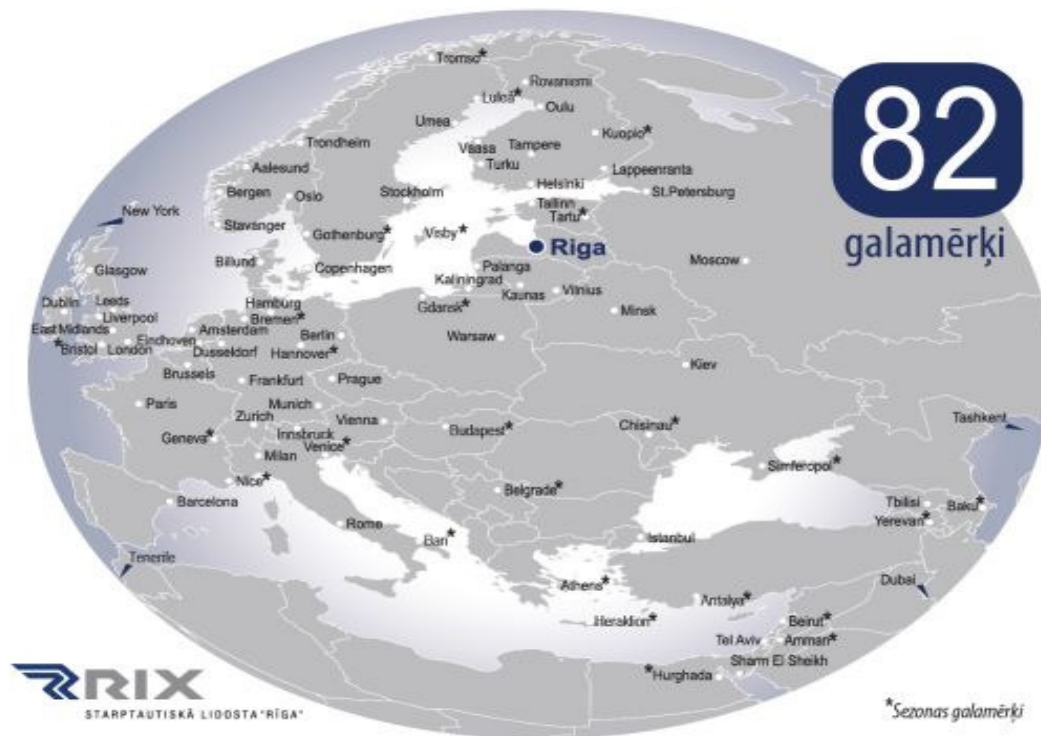 Tromso*
Rovaniemi
Luleå*
Oulu
Umea
Kuopio*
Trondheim
Vaasa
Tampere
Aalesund
Turku
Lappeenranta
Bergen
Oslo
Stockholm
Helsinki
St.Petersburg
Tallinn
New York
Tartu*
Stavanger
Gothenburg*
Visby*
Riga
82
galamērķi
Moscow
Billund
Copenhagen
Palanga
Glasgow
Kaliningrad
Kaunas
Vilnius
Dublin
Leeds
Hamburg
Gdansk*
Minsk
Liverpool
Bremen*
East Midlands
Amsterdam
Berlin
Warsaw
*Bristol
London
Eindhoven
Dusseldorf
Hannover*
Brussels
Kiev
Frankfurt
Prague
Paris
Munich
Zurich
Vienna
Tashkent
Geneva*
Innsbruck
Budapest*
Chisinau*
Venice*
Milan
Simferopol*
Nice*
Belgrade*
Barcelona
Tbilisi
Baku*
Rome
Yerevan*
Bari*
Istanbul
Tenerife
Athens*
Dubai
Antalya*
Heraklion*
Beirut*
Tel Aviv
Amman*
Sharm El Sheikh
*Hurghada
RIX
STARPTAUTISKĀ LIDOSTA "RĪGA"
*Sezonas galamērķi